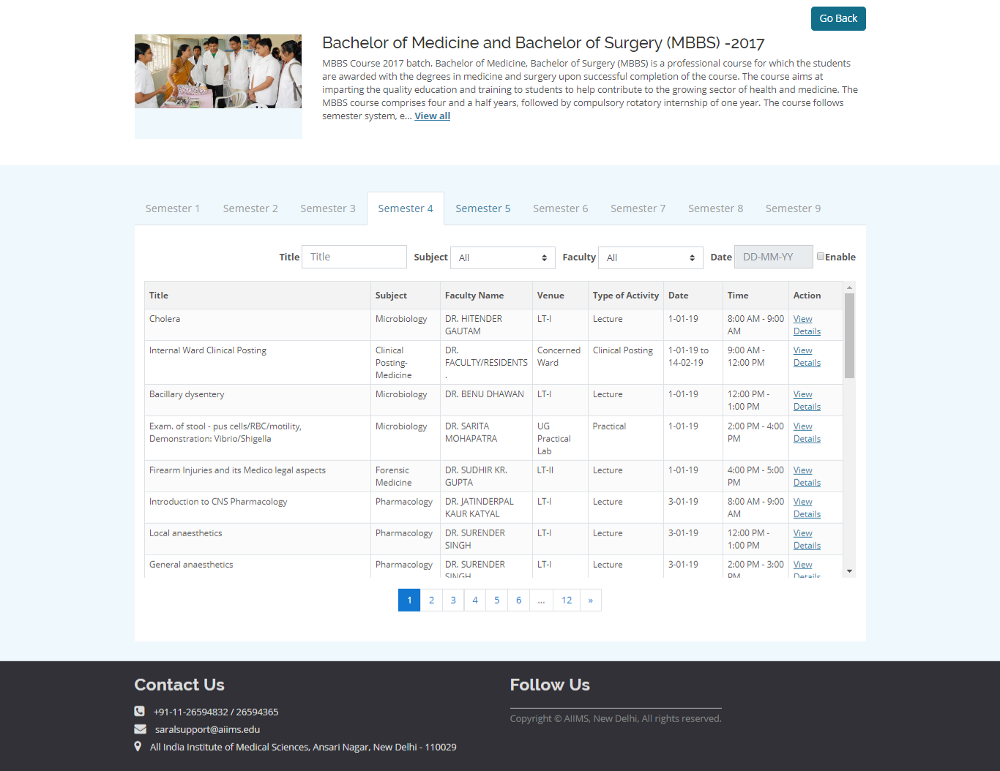 Go Back
Bachelor of Medicine and Bachelor of Surgery (MBBS) -2017
MBBS Course 2017 batch. Bachelor of Medicine, Bachelor of Surgery (MBBS) is a professional course for which the students
are awarded with the degrees in medicine and surgery upon successful completion of the course. The course aims at
imparting the quality education and training to students to help contribute to the growing sector of health and medicine. The
MBBS course comprises four and a half years, followed by compulsory rotatory internship of one year. The course follows
semester system, e... View all
Semester 1 Semester 2 Semester 3 Semester 4 Semester 5 Semester 6 Semester 7 Semester 8 Semester 9
Title Title Subject All Faculty All Date DD-MM-YY Enable
Title Subject Faculty Name Venue Type of Activity Date Time Action
Cholera Microbiology DR. HITENDER LT-I Lecture 1-01-19 8:00 AM - 9:00 View
GAUTAM AM Details
Internal Ward Clinical Posting Clinical DR. Concerned Clinical Posting 1-01-19 to 9:00 AM - View
Posting- FACULTY/RESIDENTS Ward 14-02-19 12:00 PM Details
Medicine .
Bacillary dysentery Microbiology DR. BENU DHAWAN LT-I Lecture 1-01-19 12:00 PM - View
1:00 PM Details
Exam. of stool - pus cells/RBC/motility, Microbiology DR. SARITA UG Practical 1-01-19 2:00 PM - 4:00 View
Demonstration: Vibrio/Shigella MOHAPATRA Practical PM Details
Lab
Firearm Injuries and its Medico legal aspects Forensic DR. SUDHIR KR. LT-II Lecture 1-01-19 4:00 PM - 5:00 View
Medicine GUPTA PM Details
Introduction to CNS Pharmacology Pharmacology DR. JATINDERPAL LT-I Lecture 3-01-19 8:00 AM - 9:00 View
KAUR KATYAL AM Details
Local anaesthetics Pharmacology DR. SURENDER LT-I Lecture 3-01-19 12:00 PM - View
SINGH 1:00 PM Details
General anaesthetics Pharmacology DR. SURENDER LT-I Lecture 3-01-19 2:00 PM - 3:00 View
SINGH PM Details
1 2 3 4 5 6 ... 12 »
Contact Us
+91-11-26594832 / 26594365
saralsupport@aiims.edu
All India Institute of Medical Sciences, Ansari Nagar, New Delhi - 110029
Follow Us
Copyright © AIIMS, New Delhi, All rights reserved.